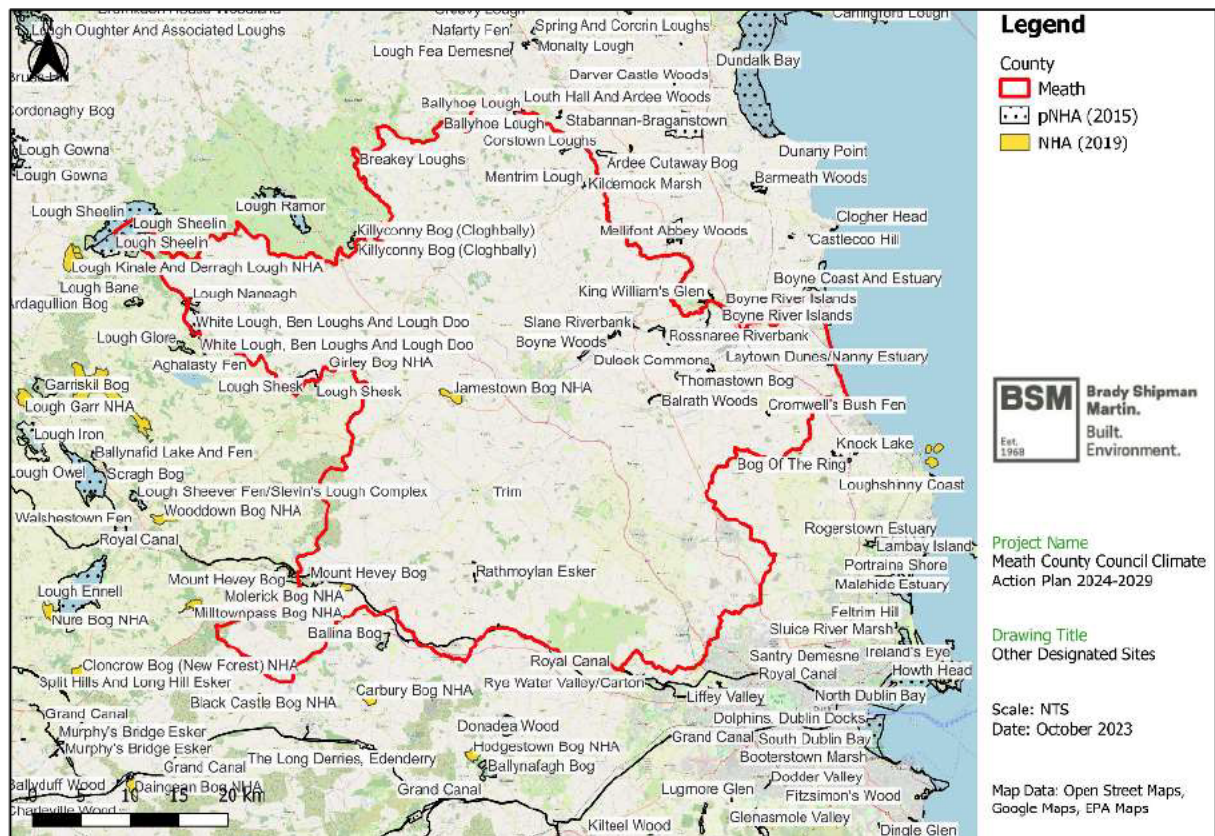 Lough Oughter And Associated Loughs
Nafarty Fen
Lough Fea Demesne
Spring And Corcrin Loughs
Monalty Lough
Carlingford Lough
Dundalk Bay
Darver Castle Woods
Cordonaghy Bog
Ballyhoe Lough
Louth Hall And Ardee Woods
Ballyhoe Lough
Stabannan-Braganstown
Corstown Loughs
Lough Gowna
Breakey Loughs
Ardee Cutaway Bog
Dunany Point
Lough Gowna
Mentrim Lough
Kildemock Marsh
Barmeath Woods
Lough Sheelin
Lough Ramor
Lough Sheelin
Clogher Head
Lough Sheelin
Killyconny Bog (Cloghbally)
Mellifont Abbey Woods
Castlecoo Hill
Killyconny Bog (Cloghbally)
Lough Kinale And Derragh Lough NHA
Boyne Coast And Estuary
Lough Bane
Lough Naneagh
King William's Glen
Boyne River Islands
Ardagullion Bog
Boyne River Islands
White Lough, Ben Loughs And Lough Doo
Slane Riverbank
Lough Glore
White Lough, Ben Loughs And Lough Doo
Boyne Woods
Rossnaree Riverbank
Aghalasty Fen
Girley Bog NHA
Duleek Commons
Laytown Dunes/Nanny Estuary
Garriskil Bog
Lough Shesk
Lough Shesk
Jamestown Bog NHA
Thomastown Bog
Lough Garr NHA
Balrath Woods
Cromwell's Bush Fen
Lough Iron
Ballynafid Lake And Fen
Knock Lake
Lough Owel
Scragh Bog
Bog Of The Ring
Lough Sheever Fen/Slevin's Lough Complex
Trim
Loughshinny Coast
Walshestown Fen
Wooddown Bog NHA
Rogerstown Estuary
Royal Canal
Lambay Island
Mount Hevey Bog
Mount Hevey Bog
Rathmoylan Esker
Portraine Shore
Lough Ennell
Molerick Bog NHA
Malahide Estuary
Nure Bog NHA
Milltownpass Bog NHA
Feltrim Hill
Ballina Bog
Sluice River Marsh
Cloncrow Bog (New Forest) NHA
Royal Canal
Santry Demesne
Ireland's Eye
Split Hills And Long Hill Esker
Rye Water Valley/Carton
Royal Canal
Howth Head
Black Castle Bog NHA
Carbury Bog NHA
Liffey Valley
North Dublin Bay
Grand Canal
Donadea Wood
Dolphins, Dublin Docks
Murphy's Bridge Esker
Grand Canal
South Dublin Bay
Murphy's Bridge Esker
The Long Derries, Edenderry
Hodgestown Bog NHA
Booterstown Marsh
Grand Canal
Ballynafagh Bog
Dodder Valley
Ballyduff Wood
Daingean Bog NHA
Grand Canal
Lugmore Glen
Fitzsimon's Wood
Charleville Wood
Kilteel Wood
Glenasmole Valley
Dingle Glen
0 10 20 km
Legend
County
Meath
pNHA (2015)
NHA (2019)
BSM
Est.
1968
Brady Shipman
Martin.
Built.
Environment.
Project Name
Meath County Council Climate
Action Plan 2024-2029
Drawing Title
Other Designated Sites
Scale: NTS
Date: October 2023
Map Data: Open Street Maps,
Google Maps, EPA Maps